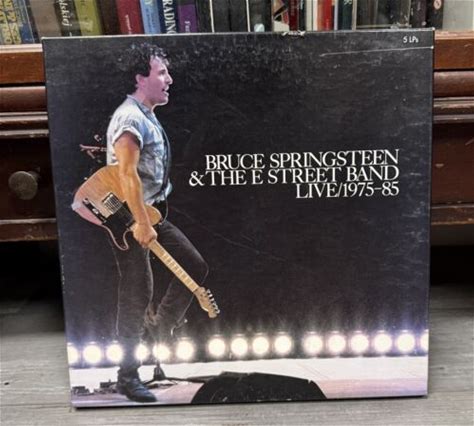 5 LPs
BRUCE SPRINGSTEEN
& THE E STREET BAND
LIVE/1975–85